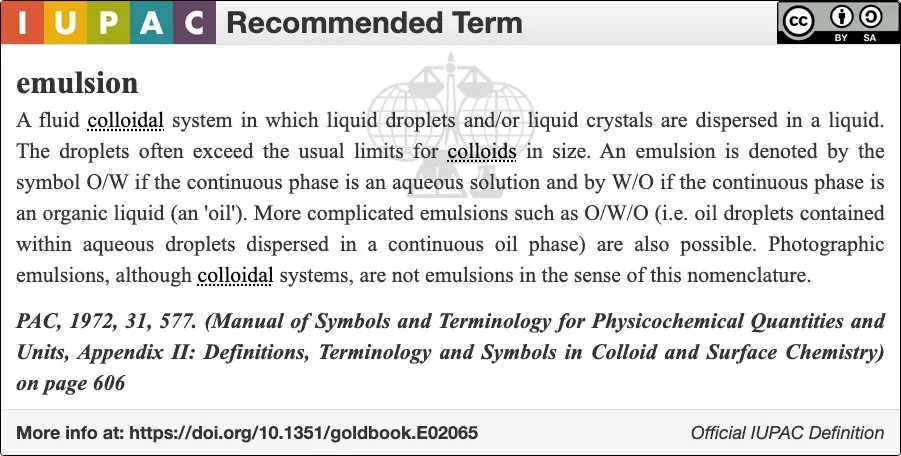 IUPAC Recommended Term
cc BY SA
emulsion
A fluid colloidal system in which liquid droplets and/or liquid crystals are dispersed in a liquid.
The droplets often exceed the usual limits for colloids in size. An emulsion is denoted by the
symbol O/W if the continuous phase is an aqueous solution and by W/O if the continuous phase is
an organic liquid (an 'oil'). More complicated emulsions such as O/W/O (i.e. oil droplets contained
within aqueous droplets dispersed in a continuous oil phase) are also possible. Photographic
emulsions, although colloidal systems, are not emulsions in the sense of this nomenclature.
PAC, 1972, 31, 577. (Manual of Symbols and Terminology for Physicochemical Quantities and
Units, Appendix II: Definitions, Terminology and Symbols in Colloid and Surface Chemistry)
on page 606
More info at: https://doi.org/10.1351/goldbook.E02065
Official IUPAC Definition